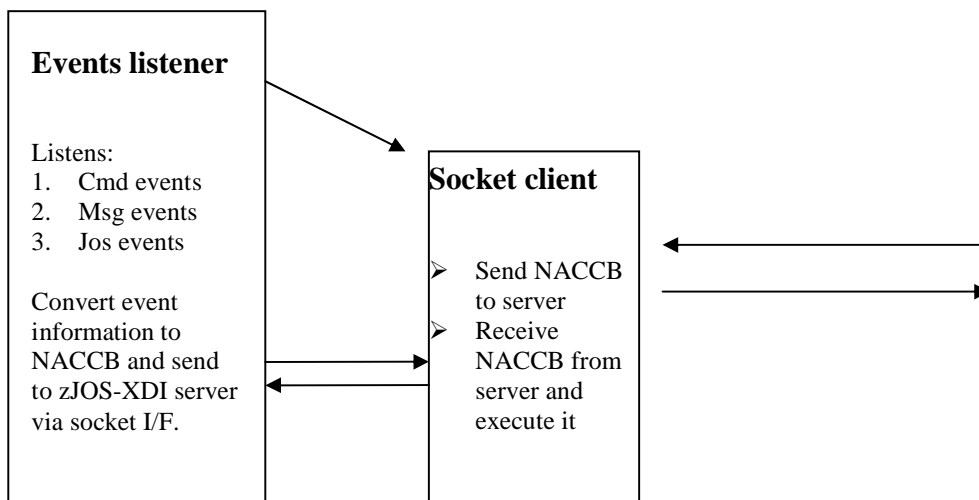 Events listener
Listens:
1. Cmd events
2. Msg events
3. Jos events
Convert event
information to
NACCB and send
to zJOS-XDI server
via socket I/F.
Socket client
➢ Send NACCB
to server
➢ Receive
NACCB from
server and
execute it